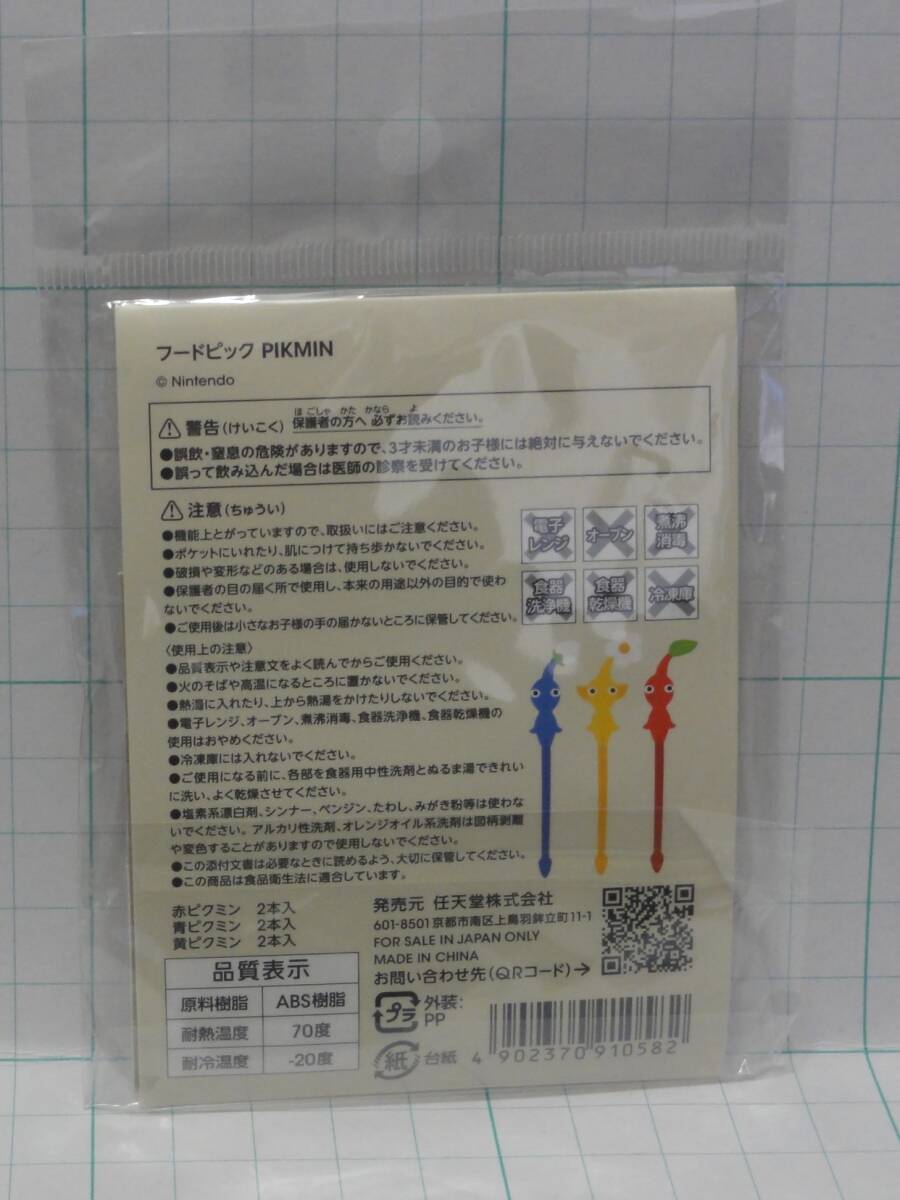 フードピック PIKMIN
© Nintendo
警告(けいこく) 保護者の方へ 必ずお読みください。
ほごしゃ かた かなら よ
●誤飲・窒息の危険がありますので、3才未満のお子様には絶対に与えないでください。
●誤って飲み込んだ場合は医師の診察を受けてください。
注意(ちゅうい)
●機能上とがっていますので、取扱いにはご注意ください。
●ポケットにいれたり、肌につけて持ち歩かないでください。
●破損や変形などのある場合は、使用しないでください。
●保護者の目の届く所で使用し、本来の用途以外の目的で使わ
ないでください。
●ご使用後は小さなお子様の手の届かないところに保管してください。
電子
レンジ
オーブン
煮沸
消毒
食器
洗浄機
食器
乾燥機
冷凍庫
〈使用上の注意〉
●品質表示や注意文をよく読んでからご使用ください。
●火のそばや高温になるところに置かないでください。
●熱湯に入れたり、上から熱湯をかけたりしないでください。
●電子レンジ、オーブン、煮沸消毒、食器洗浄機、食器乾燥機の
使用はおやめください。
●冷凍庫には入れないでください。
●ご使用になる前に、各部を食器用中性洗剤とぬるま湯できれい
に洗い、よく乾燥させてください。
●塩素系漂白剤、シンナー、ベンジン、たわし、みがき粉等は使わな
いでください。アルカリ性洗剤、オレンジオイル系洗剤は図柄剥離
や変色することがありますので使用しないでください。
●この添付文書は必要なときに読めるよう、大切に保管してください。
●この商品は食品衛生法に適合しています。
赤ピクミン 2本入
青ピクミン 2本入
黄ピクミン 2本入
品質表示
原料樹脂 ABS樹脂
耐熱温度 70度
耐冷温度 -20度
発売元 任天堂株式会社
601-8501 京都市南区上鳥羽鉾立町11-1
FOR SALE IN JAPAN ONLY
MADE IN CHINA
お問い合わせ先(QRコード)→
プラ 外装:
PP
紙 台紙
4 902370 910582